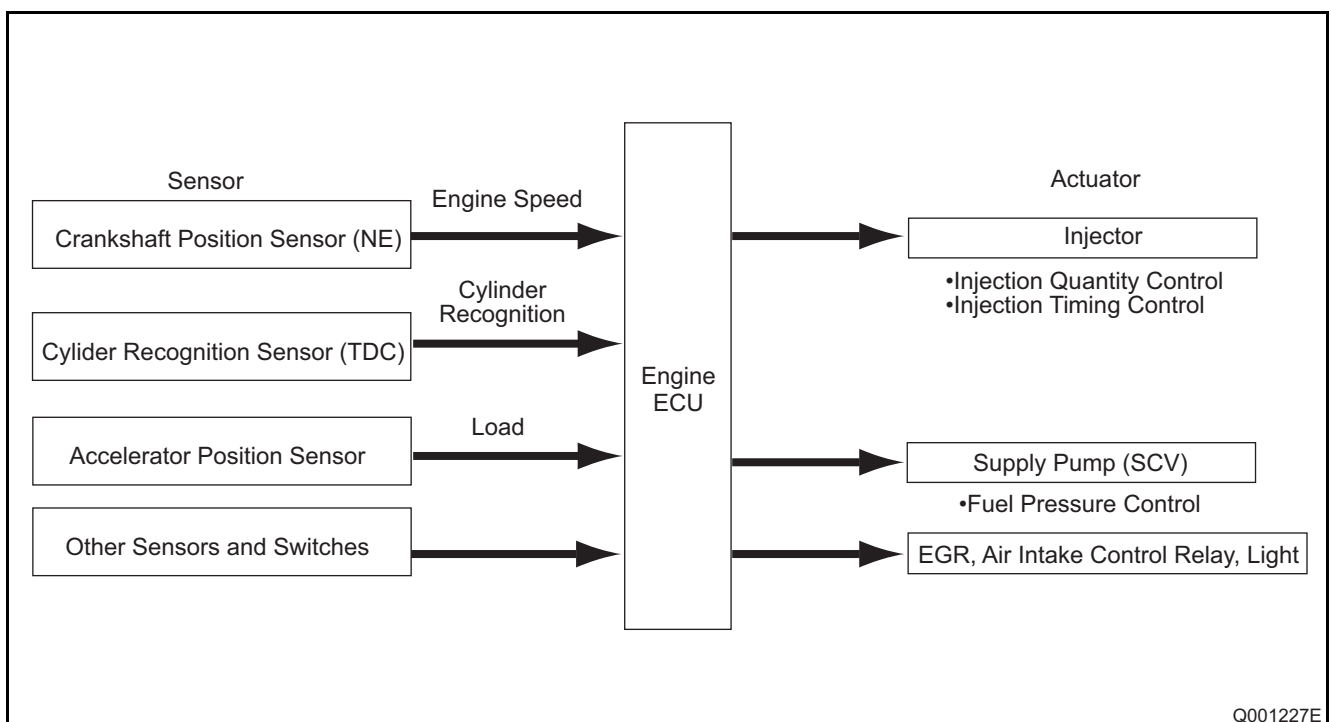 Sensor
Crankshaft Position Sensor (NE)
Engine Speed
Cylider Recognition Sensor (TDC)
Cylinder
Recognition
Accelerator Position Sensor
Load
Other Sensors and Switches
Engine
ECU
Actuator
Injector
•Injection Quantity Control
•Injection Timing Control
Supply Pump (SCV)
•Fuel Pressure Control
EGR, Air Intake Control Relay, Light
Q001227E